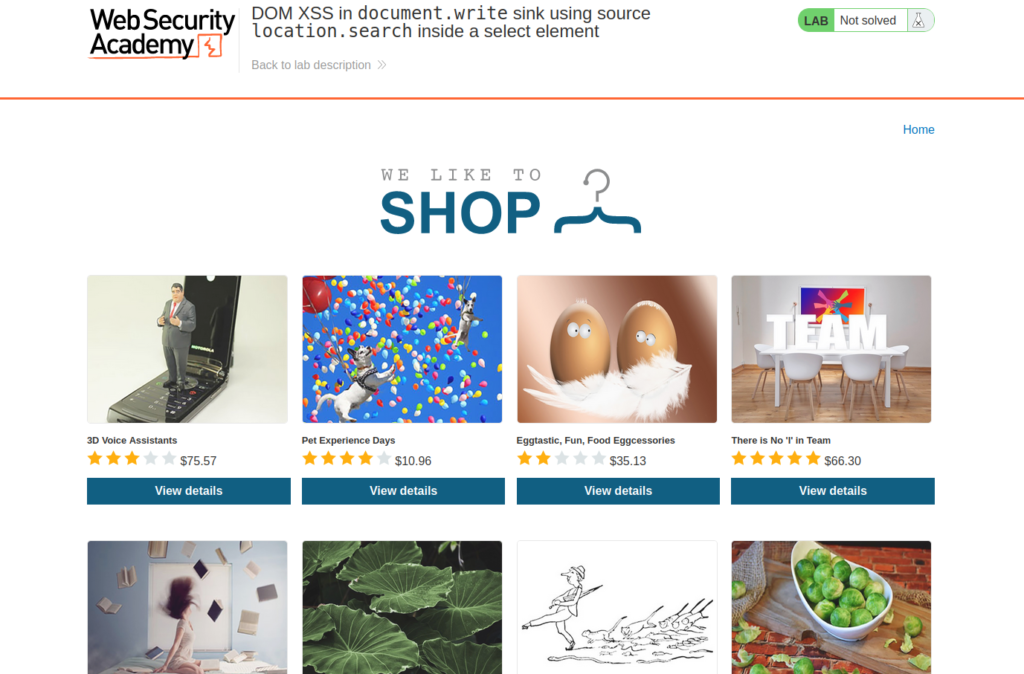 Web Security
Academy
DOM XSS in document.write sink using source
location.search inside a select element
Back to lab description
LAB Not solved
Home
WE LIKE TO
SHOP
TEAM
3D Voice Assistants
Pet Experience Days
Eggtastic, Fun, Food Eggcessories
There is No 'I' in Team
$75.57
$10.96
$35.13
$66.30
View details
View details
View details
View details